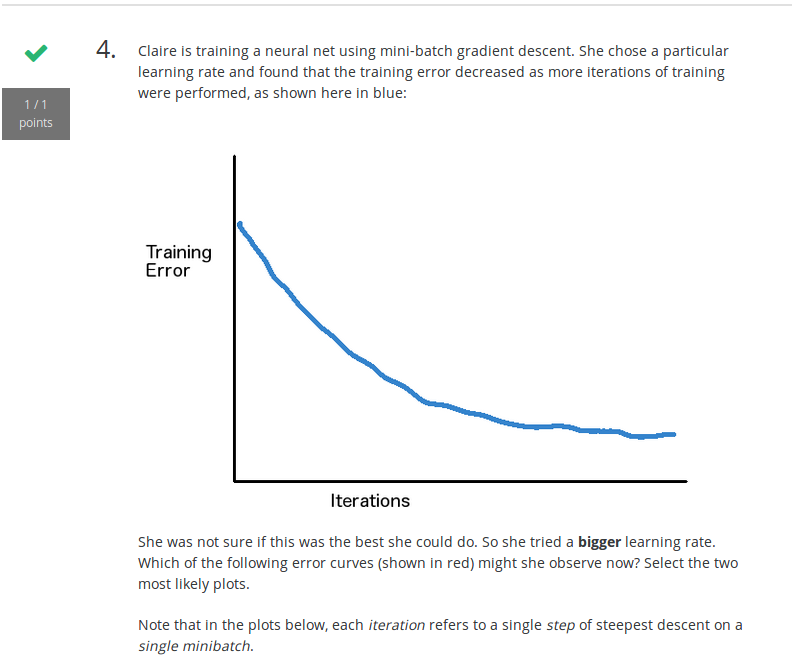 4.
Claire is training a neural net using mini-batch gradient descent. She chose a particular
learning rate and found that the training error decreased as more iterations of training
were performed, as shown here in blue:
1 / 1
points
Training
Error
Iterations
She was not sure if this was the best she could do. So she tried a bigger learning rate.
Which of the following error curves (shown in red) might she observe now? Select the two
most likely plots.
Note that in the plots below, each iteration refers to a single step of steepest descent on a
single minibatch.